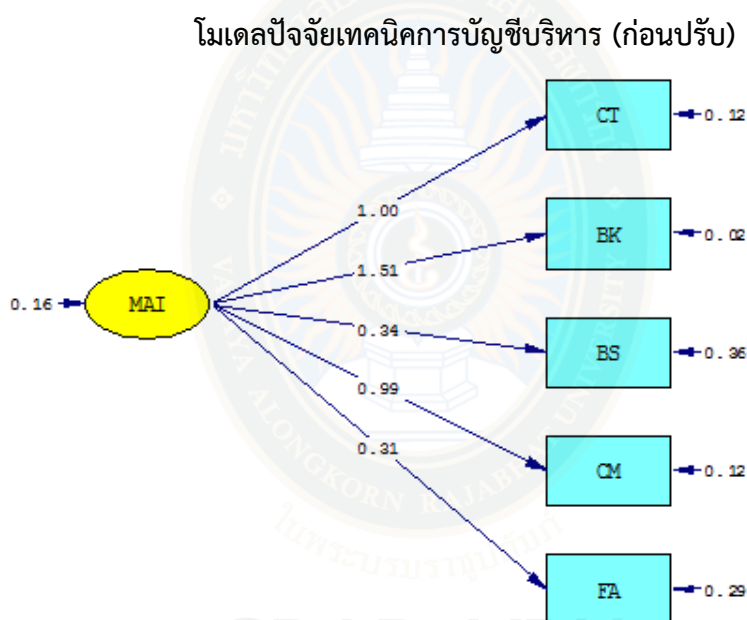 โมเดลปัจจัยเทคนิคการบัญชีบริหาร (ก่อนปรับ)
CT
0.12
1.00
BK
0.02
1.51
0.16
MAI
0.34
BS
0.36
0.99
0.31
CM
0.12
FA
0.29
ALONGKORN RAJABHAT UNIVERSITY